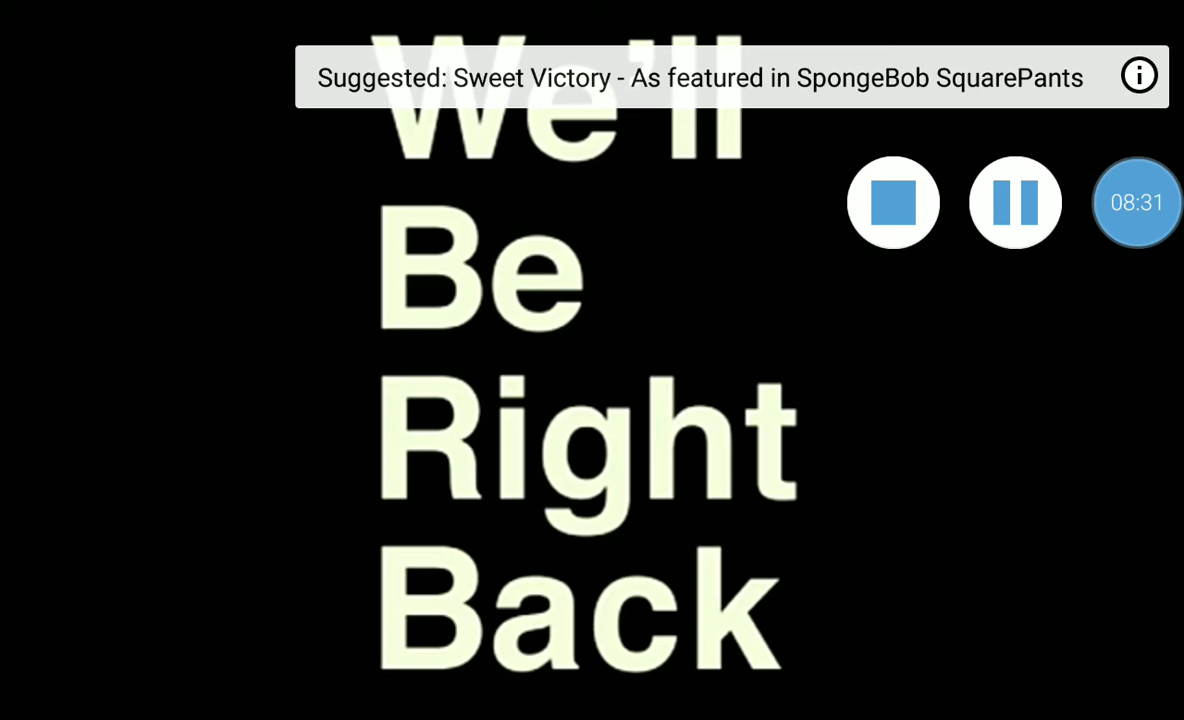 We'll
Suggested: Sweet Victory - As featured in SpongeBob SquarePants
08:31
Be
Right
Back